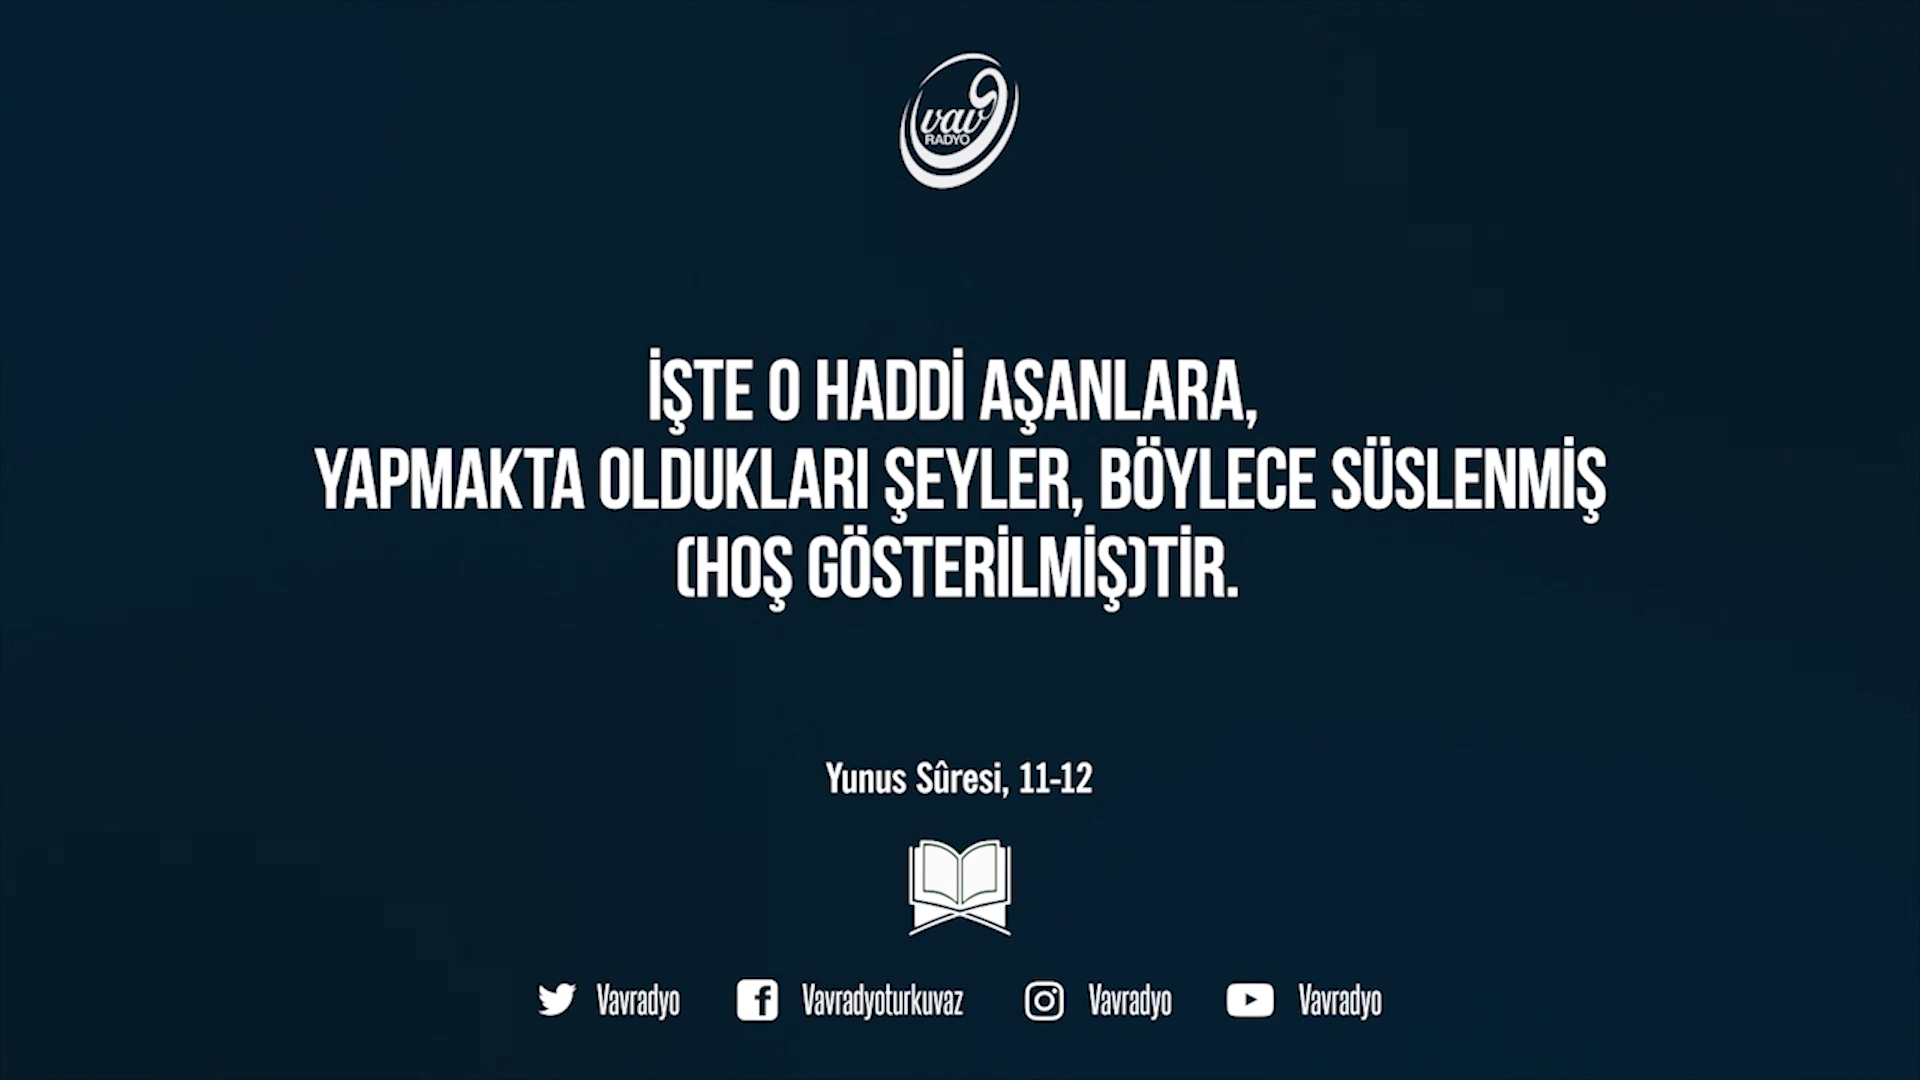 vav
RADYO
İŞTE O HADDİ AŞANLARA,
YAPMAKTA OLDUKLARI ŞEYLER, BÖYLECE SÜSLENMİŞ
(HOŞ GÖSTERİLMİŞ)TİR.
Yunus Sûresi, 11-12
Vavradyo Vavradyoturkuvaz Vavradyo Vavradyo